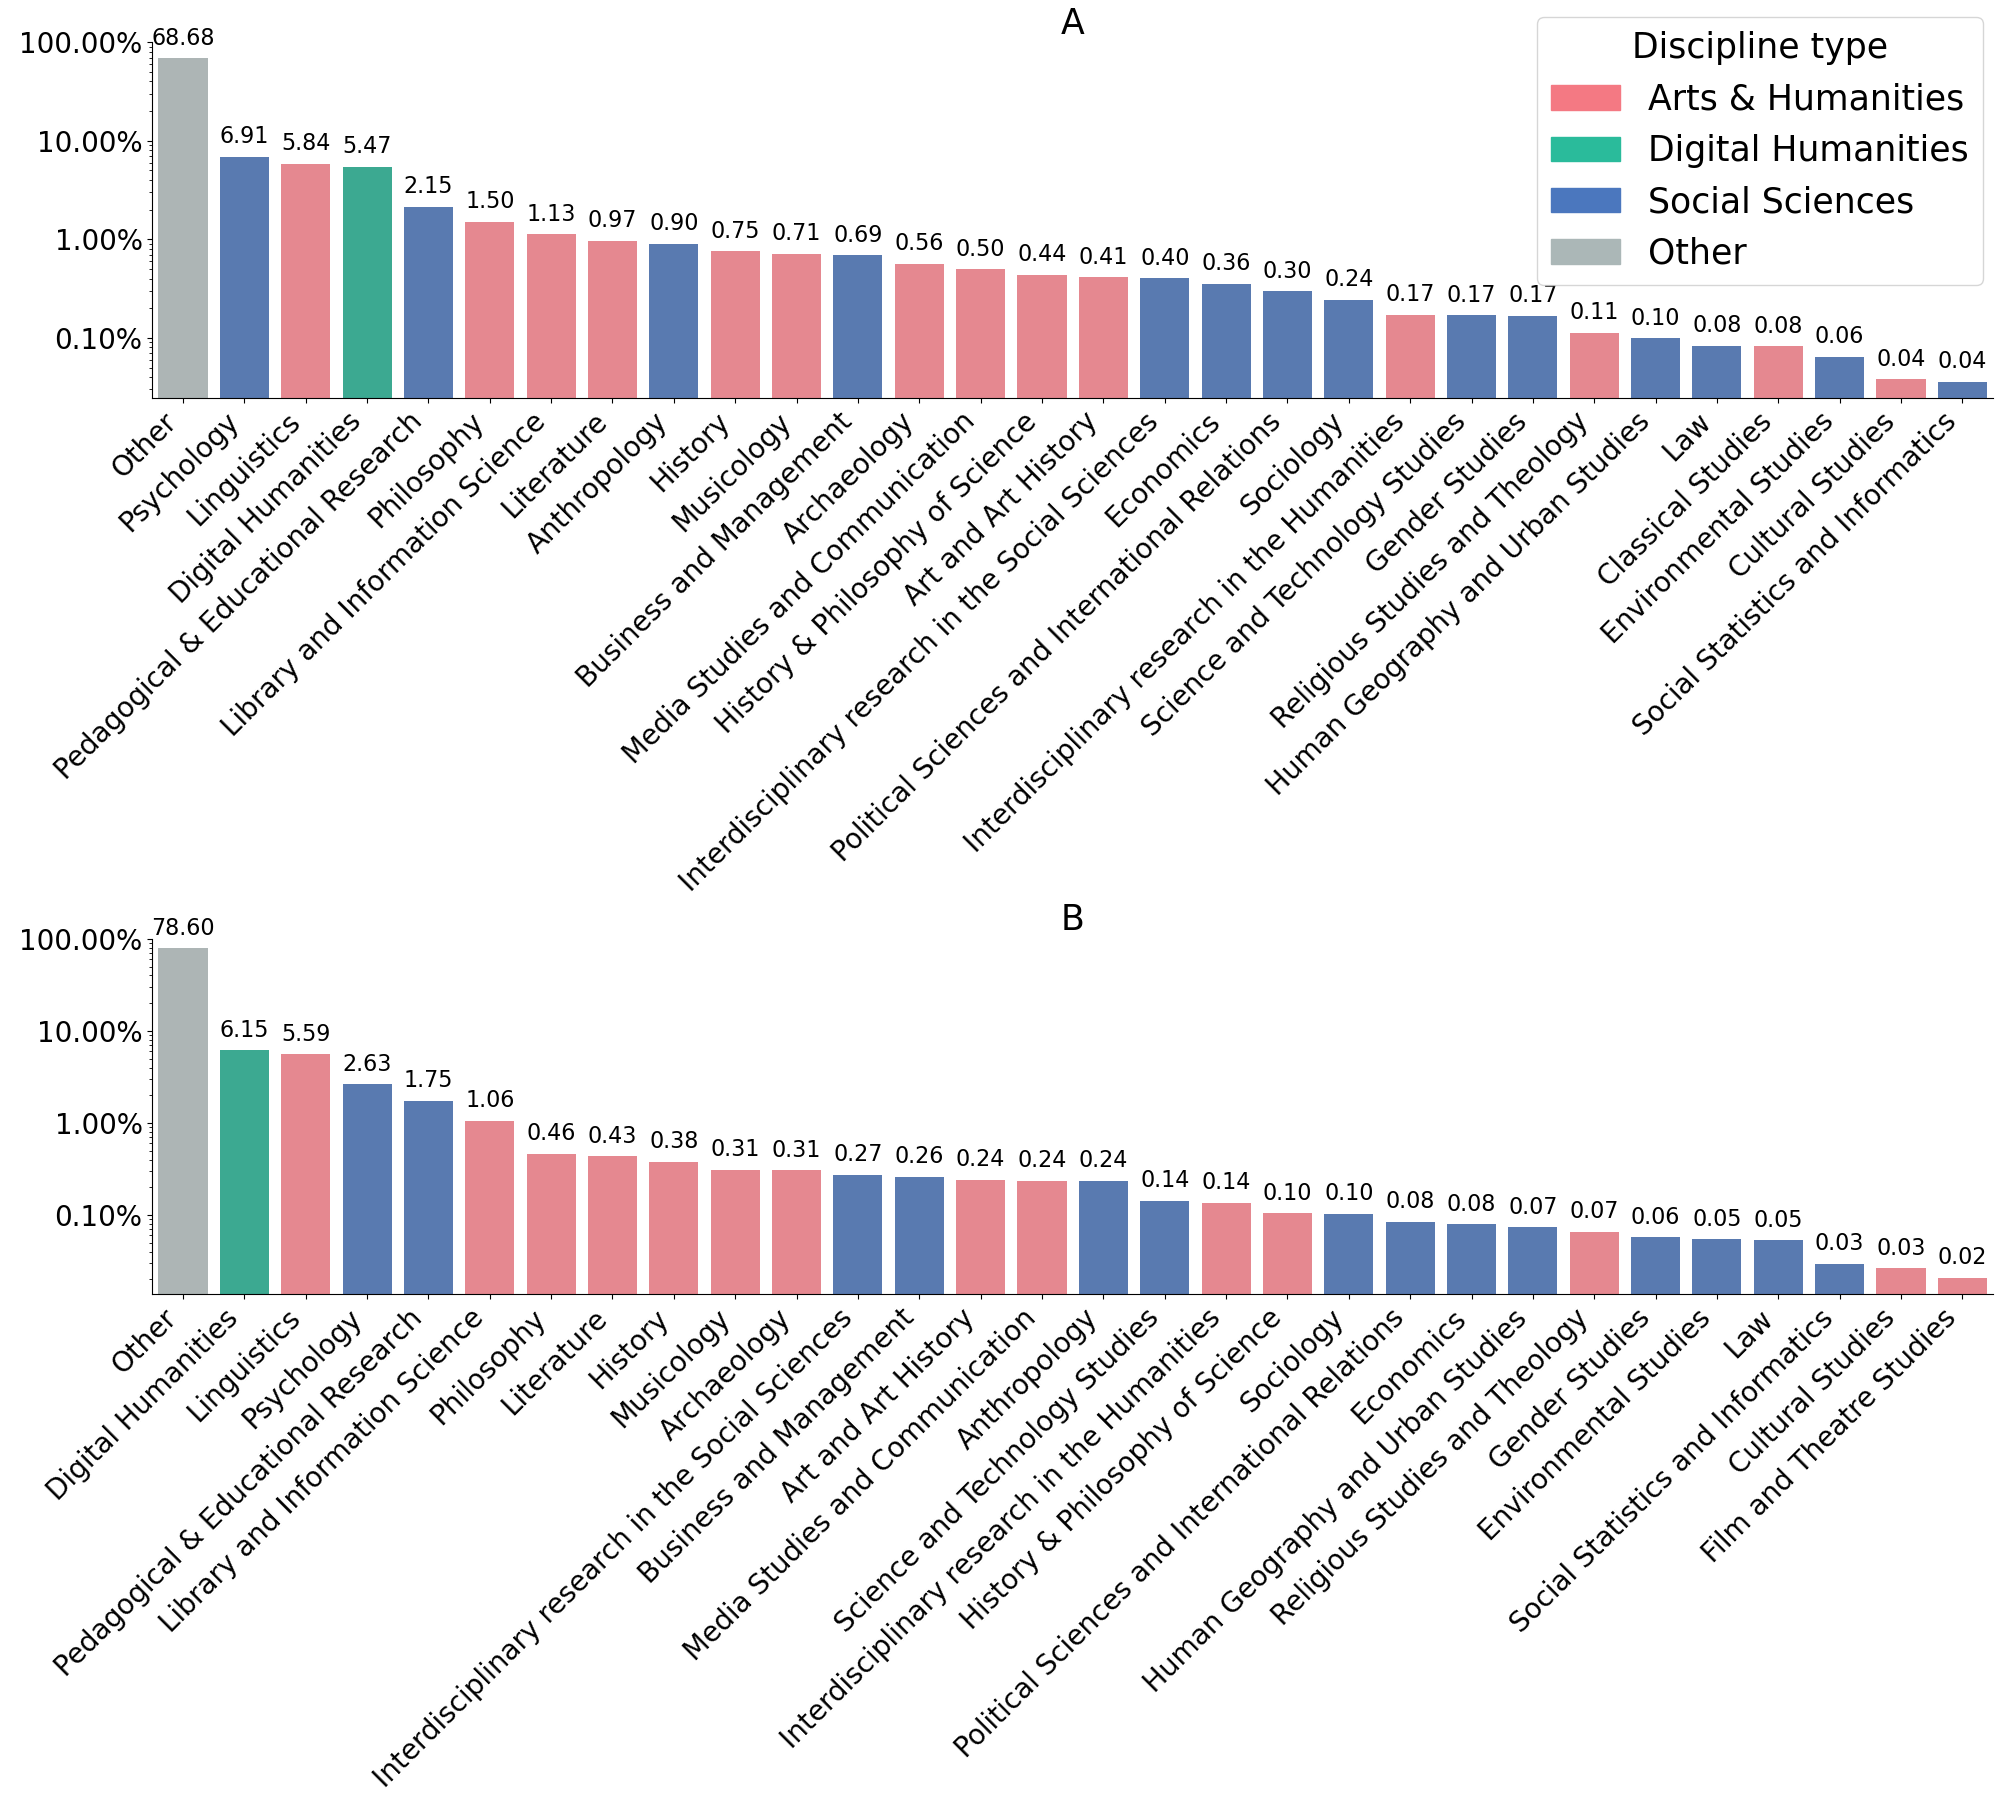 A
Discipline type
Arts & Humanities
Digital Humanities
Social Sciences
Other
100.00%
10.00%
1.00%
0.10%
68.68
6.91
5.84
5.47
2.15
1.50
1.13
0.97
0.90
0.75
0.71
0.69
0.56
0.50
0.44
0.41
0.40
0.36
0.30
0.24
0.17
0.17
0.17
0.11
0.10
0.08
0.08
0.06
0.04
0.04
Other
Psychology
Linguistics
Digital Humanities
Pedagogical & Educational Research
Philosophy
Library and Information Science
Literature
Anthropology
History
Musicology
Business and Management
Archaeology
Media Studies and Communication
History & Philosophy of Science
Art and Art History
Interdisciplinary research in the Social Sciences
Economics
Political Sciences and International Relations
Sociology
Interdisciplinary research in the Humanities
Science and Technology Studies
Gender Studies
Religious Studies and Theology
Human Geography and Urban Studies
Law
Classical Studies
Environmental Studies
Cultural Studies
Social Statistics and Informatics
B
100.00%
10.00%
1.00%
0.10%
78.60
6.15
5.59
2.63
1.75
1.06
0.46
0.43
0.38
0.31
0.31
0.27
0.26
0.24
0.24
0.24
0.14
0.14
0.10
0.10
0.08
0.08
0.07
0.07
0.06
0.05
0.05
0.03
0.03
0.02
Other
Digital Humanities
Linguistics
Psychology
Pedagogical & Educational Research
Library and Information Science
Philosophy
Literature
History
Musicology
Archaeology
Interdisciplinary research in the Social Sciences
Business and Management
Art and Art History
Media Studies and Communication
Anthropology
Science and Technology Studies
Interdisciplinary research in the Humanities
History & Philosophy of Science
Sociology
Political Sciences and International Relations
Economics
Human Geography and Urban Studies
Religious Studies and Theology
Gender Studies
Environmental Studies
Law
Social Statistics and Informatics
Cultural Studies
Film and Theatre Studies